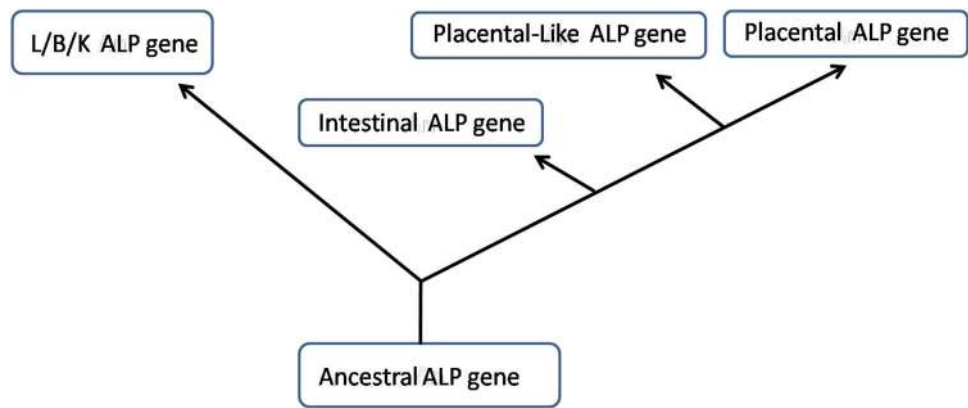 L/B/K ALP gene
Placental-Like ALP gene
Placental ALP gene
Intestinal ALP gene
Ancestral ALP gene